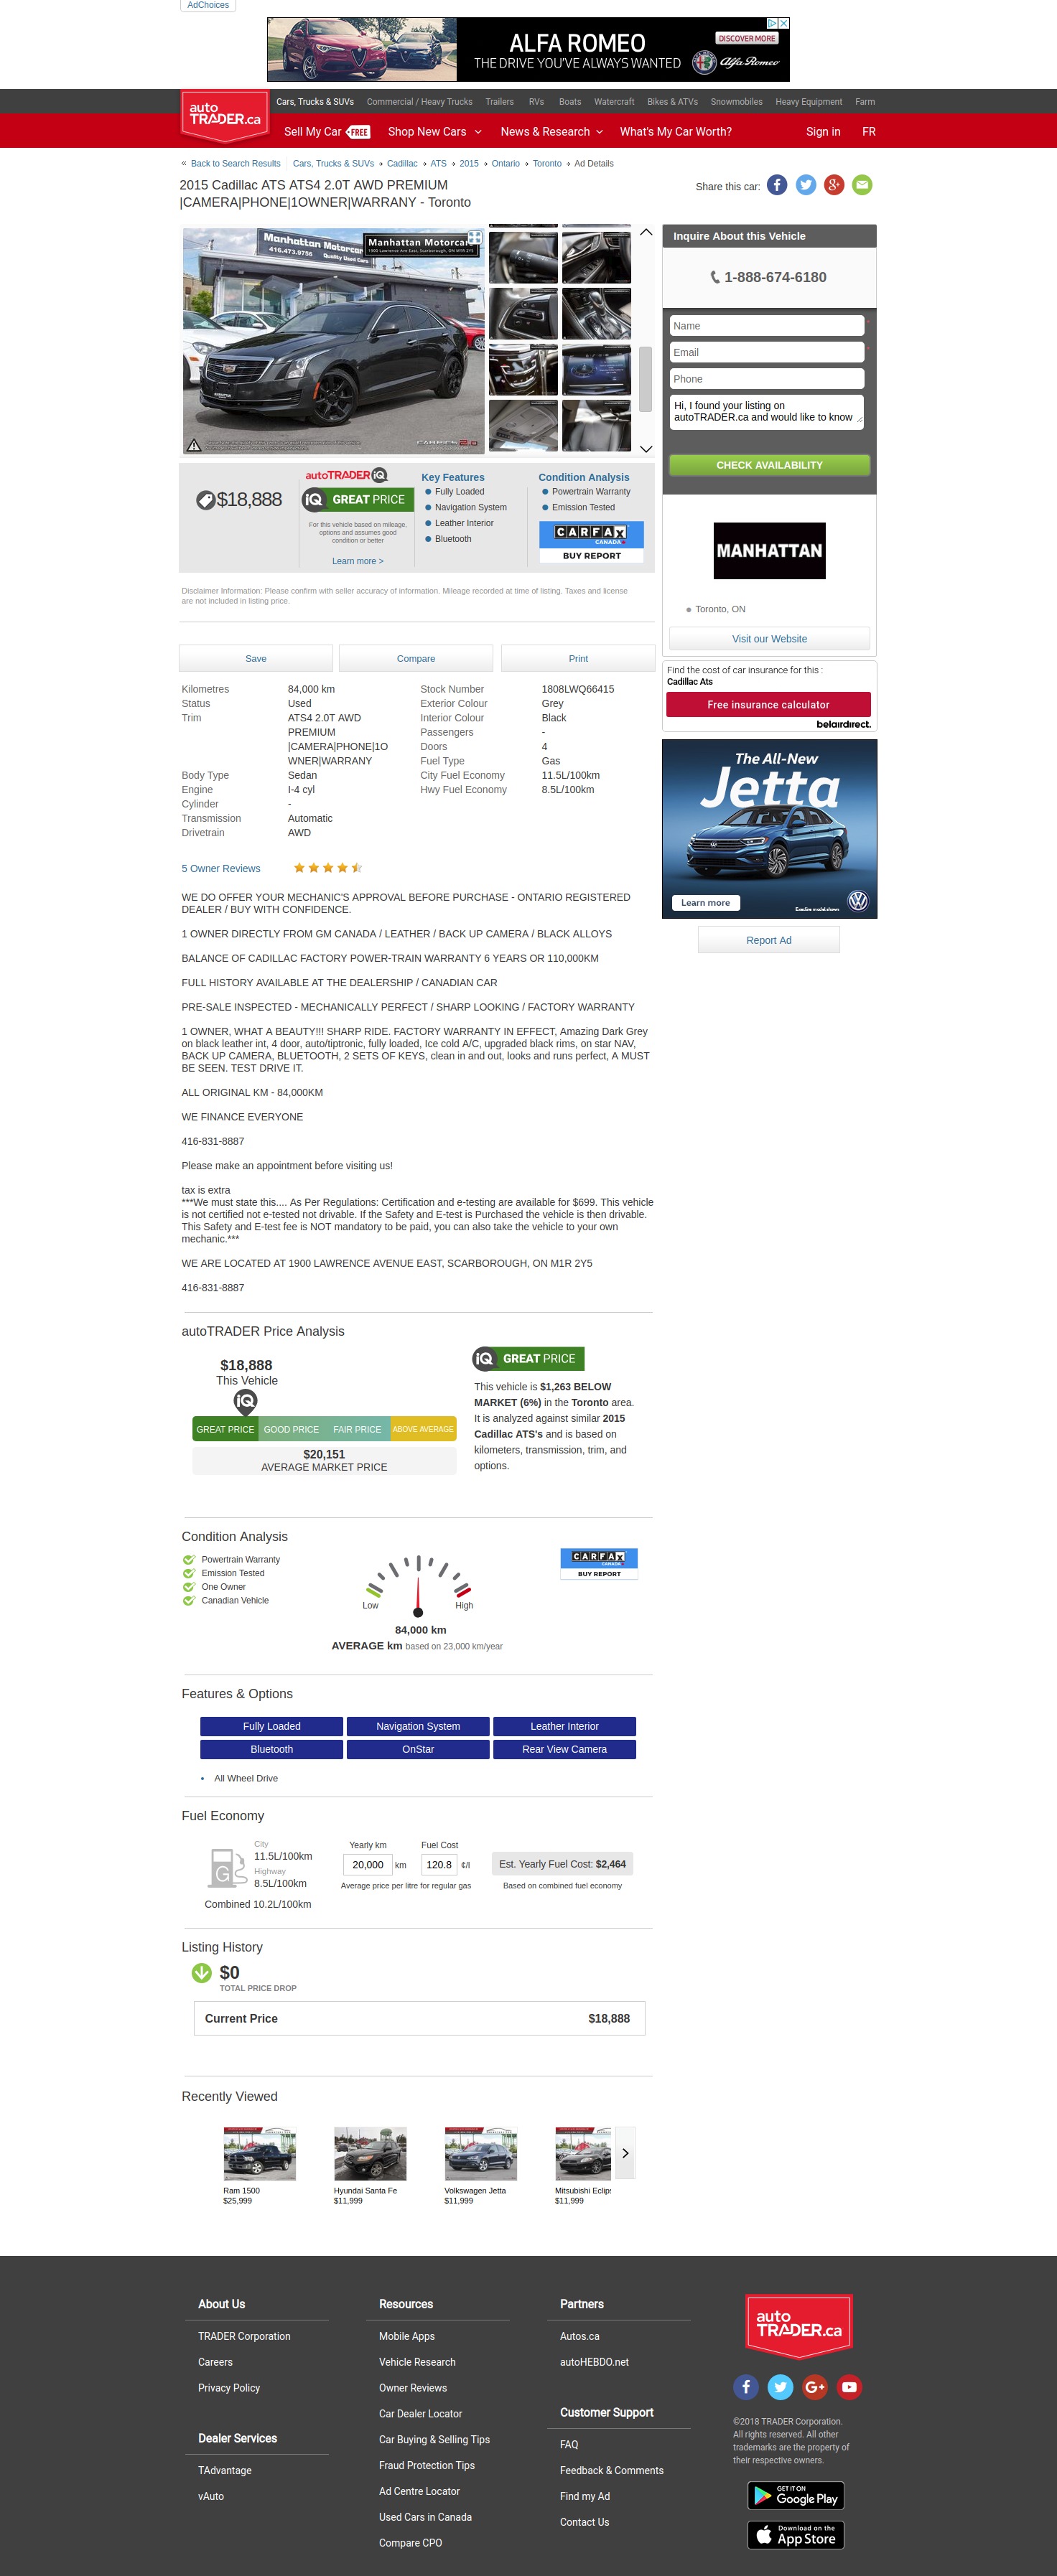 AdChoices
ALFA ROMEO
THE DRIVE YOU'VE ALWAYS WANTED
DISCOVER MORE
Alfa Romeo
auto
TRADER.ca
Cars, Trucks & SUVs Commercial / Heavy Trucks Trailers RVs Boats Watercraft Bikes & ATVs Snowmobiles Heavy Equipment Farm
Sell My Car FREE Shop New Cars News & Research What's My Car Worth? Sign in FR
« Back to Search Results Cars, Trucks & SUVs Cadillac ATS 2015 Ontario Toronto Ad Details
2015 Cadillac ATS ATS4 2.0T AWD PREMIUM
|CAMERA|PHONE|1OWNER|WARRANY - Toronto
Share this car:
Manhattan Motorcars
416.473.9756
Quality Used Cars
Manhattan Motorcars
1900 Lawrence Ave East, Scarborough, ON M1R 2Y5
CARPICS 2.0
Inquire About this Vehicle
1-888-674-6180
Name
Email
Phone
Hi, I found your listing on
autoTRADER.ca and would like to know
CHECK AVAILABILITY
MANHATTAN
Toronto, ON
Visit our Website
Find the cost of car insurance for this :
Cadillac Ats
Free insurance calculator
belairdirect.
The All-New
Jetta
Learn more
Execline model shown
Report Ad
$18,888
autoTRADER iQ
iQ GREAT PRICE
For this vehicle based on mileage,
options and assumes good
condition or better
Learn more >
Key Features
Fully Loaded
Navigation System
Leather Interior
Bluetooth
Condition Analysis
Powertrain Warranty
Emission Tested
CARFAX
CANADA
BUY REPORT
Disclaimer Information: Please confirm with seller accuracy of information. Mileage recorded at time of listing. Taxes and license
are not included in listing price.
Save Compare Print
Kilometres 84,000 km
Status Used
Trim ATS4 2.0T AWD
PREMIUM
|CAMERA|PHONE|1O
WNER|WARRANY
Body Type Sedan
Engine I-4 cyl
Cylinder -
Transmission Automatic
Drivetrain AWD
Stock Number 1808LWQ66415
Exterior Colour Grey
Interior Colour Black
Passengers -
Doors 4
Fuel Type Gas
City Fuel Economy 11.5L/100km
Hwy Fuel Economy 8.5L/100km
5 Owner Reviews
WE DO OFFER YOUR MECHANIC'S APPROVAL BEFORE PURCHASE - ONTARIO REGISTERED
DEALER / BUY WITH CONFIDENCE.
1 OWNER DIRECTLY FROM GM CANADA / LEATHER / BACK UP CAMERA / BLACK ALLOYS
BALANCE OF CADILLAC FACTORY POWER-TRAIN WARRANTY 6 YEARS OR 110,000KM
FULL HISTORY AVAILABLE AT THE DEALERSHIP / CANADIAN CAR
PRE-SALE INSPECTED - MECHANICALLY PERFECT / SHARP LOOKING / FACTORY WARRANTY
1 OWNER, WHAT A BEAUTY!!! SHARP RIDE. FACTORY WARRANTY IN EFFECT, Amazing Dark Grey
on black leather int, 4 door, auto/tiptronic, fully loaded, Ice cold A/C, upgraded black rims, on star NAV,
BACK UP CAMERA, BLUETOOTH, 2 SETS OF KEYS, clean in and out, looks and runs perfect, A MUST
BE SEEN. TEST DRIVE IT.
ALL ORIGINAL KM - 84,000KM
WE FINANCE EVERYONE
416-831-8887
Please make an appointment before visiting us!
tax is extra
***We must state this.... As Per Regulations: Certification and e-testing are available for $699. This vehicle
is not certified not e-tested not drivable. If the Safety and E-test is Purchased the vehicle is then drivable.
This Safety and E-test fee is NOT mandatory to be paid, you can also take the vehicle to your own
mechanic.***
WE ARE LOCATED AT 1900 LAWRENCE AVENUE EAST, SCARBOROUGH, ON M1R 2Y5
416-831-8887
autoTRADER Price Analysis
$18,888
This Vehicle
iQ
GREAT PRICE GOOD PRICE FAIR PRICE ABOVE AVERAGE
$20,151
AVERAGE MARKET PRICE
iQ GREAT PRICE
This vehicle is $1,263 BELOW
MARKET (6%) in the Toronto area.
It is analyzed against similar 2015
Cadillac ATS's and is based on
kilometers, transmission, trim, and
options.
Condition Analysis
Powertrain Warranty
Emission Tested
One Owner
Canadian Vehicle
Low High
84,000 km
AVERAGE km based on 23,000 km/year
CARFAX
CANADA
BUY REPORT
Features & Options
Fully Loaded Navigation System Leather Interior
Bluetooth OnStar Rear View Camera
All Wheel Drive
Fuel Economy
G
City
11.5L/100km
Highway
8.5L/100km
Combined 10.2L/100km
Yearly km Fuel Cost
20,000 km 120.8 ¢/l
Average price per litre for regular gas
Est. Yearly Fuel Cost: $2,464
Based on combined fuel economy
Listing History
$0
TOTAL PRICE DROP
Current Price $18,888
Recently Viewed
Ram 1500
$25,999
Hyundai Santa Fe
$11,999
Volkswagen Jetta
$11,999
Mitsubishi Eclips
$11,999
About Us
TRADER Corporation
Careers
Privacy Policy
Dealer Services
TAdvantage
vAuto
Resources
Mobile Apps
Vehicle Research
Owner Reviews
Car Dealer Locator
Car Buying & Selling Tips
Fraud Protection Tips
Ad Centre Locator
Used Cars in Canada
Compare CPO
Partners
Autos.ca
autoHEBDO.net
Customer Support
FAQ
Feedback & Comments
Find my Ad
Contact Us
auto
TRADER.ca
©2018 TRADER Corporation.
All rights reserved. All other
trademarks are the property of
their respective owners.
GET IT ON
Google Play
Download on the
App Store